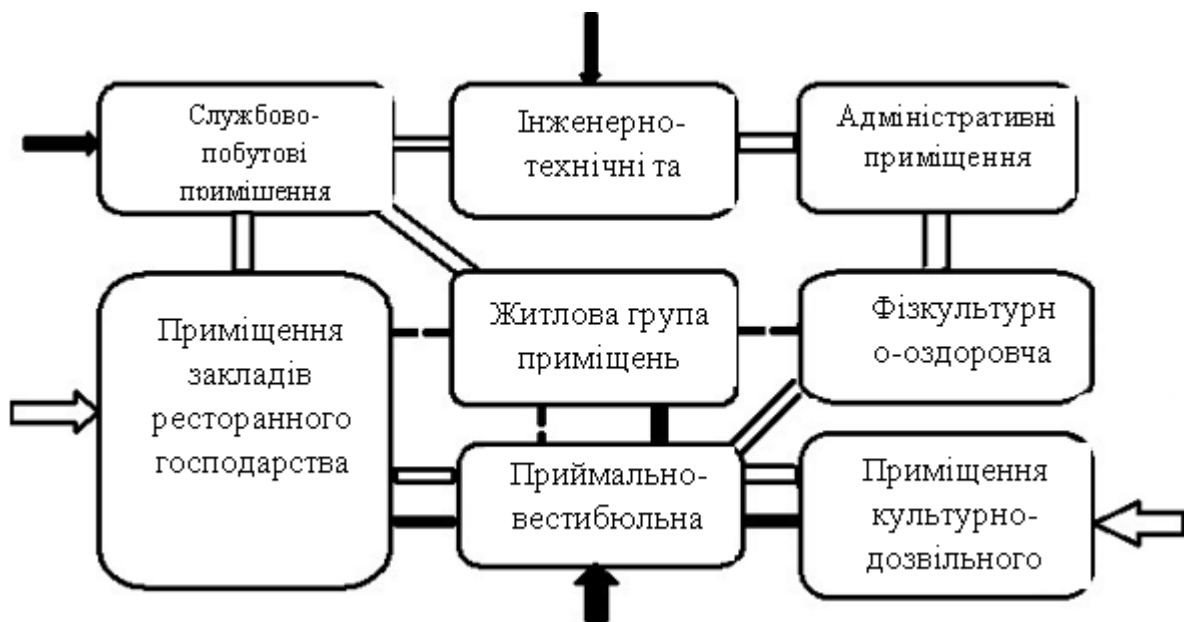 Службово-
побутові
приміщення
Інженерно-
технічні та
Адміністративні
приміщення
Приміщення
закладів
ресторанного
господарства
Житлова група
приміщень
Фізкультурн
о-оздоровча
Приймально-
вестибюльна
Приміщення
культурно-
дозвільного